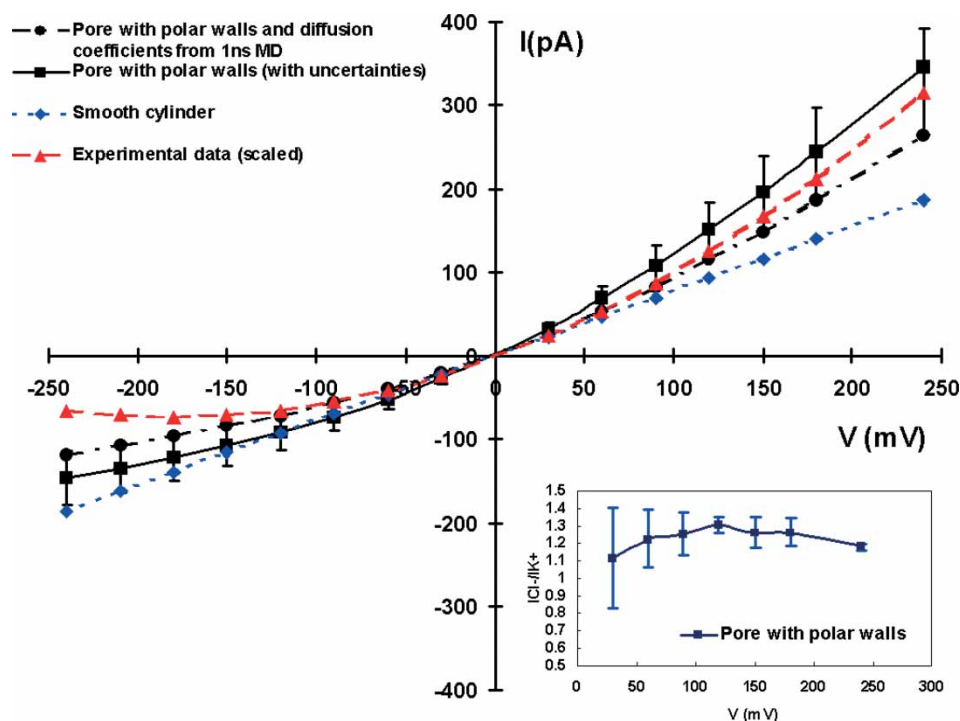 Pore with polar walls and diffusion
coefficients from 1ns MD
Pore with polar walls (with uncertainties)
Smooth cylinder
Experimental data (scaled)
I(pA)
400
300
200
100
0
-250 -200 -150 -100 -50 0 50 100 150 200 250
V (mV)
-100
-200
-300
-400
ICl-/IK+
1.5
1.4
1.3
1.2
1.1
1
0.9
0.8
0.7
0.6
0.5
Pore with polar walls
0 50 100 150 200 250 300
V (mV)